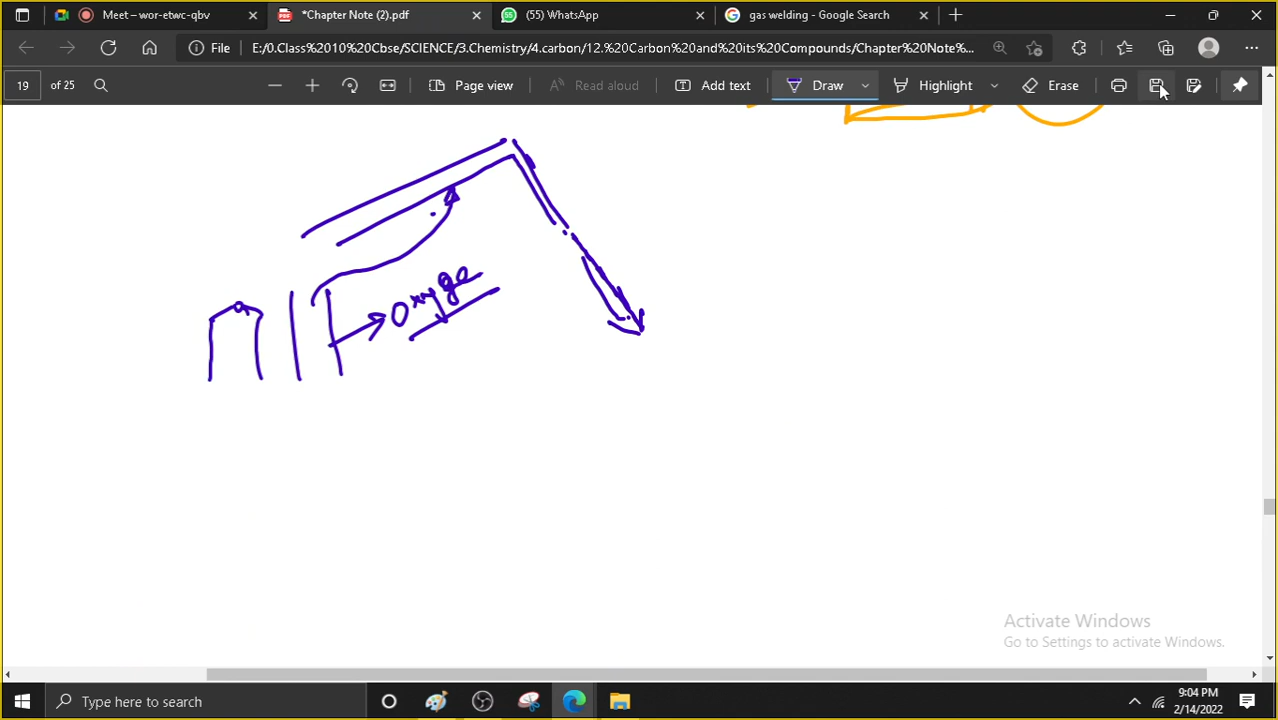 Meet – wor-etwc-qbv
*Chapter Note (2).pdf
(55) WhatsApp
gas welding - Google Search
File E:/0.Class%2010%20Cbse/SCIENCE/3.Chemistry/4.carbon/12.%20Carbon%20and%20its%20Compounds/Chapter%20Note%...
19 of 25 Page view Read aloud Add text Draw Highlight Erase
Oxyge
Activate Windows
Go to Settings to activate Windows.
Type here to search
9:04 PM
2/14/2022